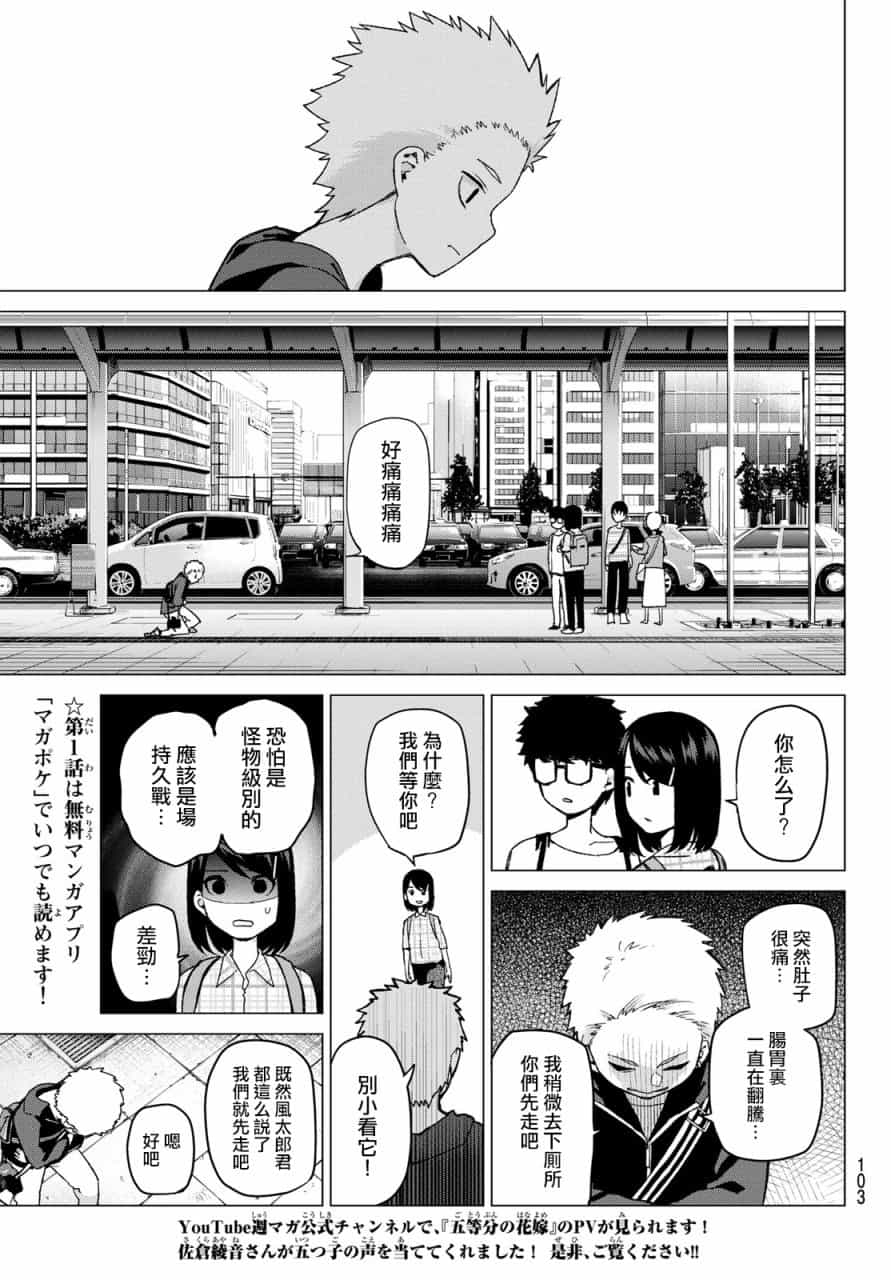 好痛痛痛痛
你怎么了？
突然肚子
很痛…
腸胃裏
一直在翻騰…
我稍微去下厠所
你們先走吧
為什麼？
我們等你吧
別小看它！
恐怕是
怪物級別的
應該是場
持久戰…
差勁…
既然風太郎君
都這么說了
我們就先走吧
嗯
好吧
☆第1話は無料マンガアプリ
「マガポケ」でいつでも読めます！
YouTube週マガ公式チャンネルで、『五等分の花嫁』のPVが見られます！
佐倉綾音さんが五つ子の声を当ててくれました！ 是非、ご覧ください!!
103